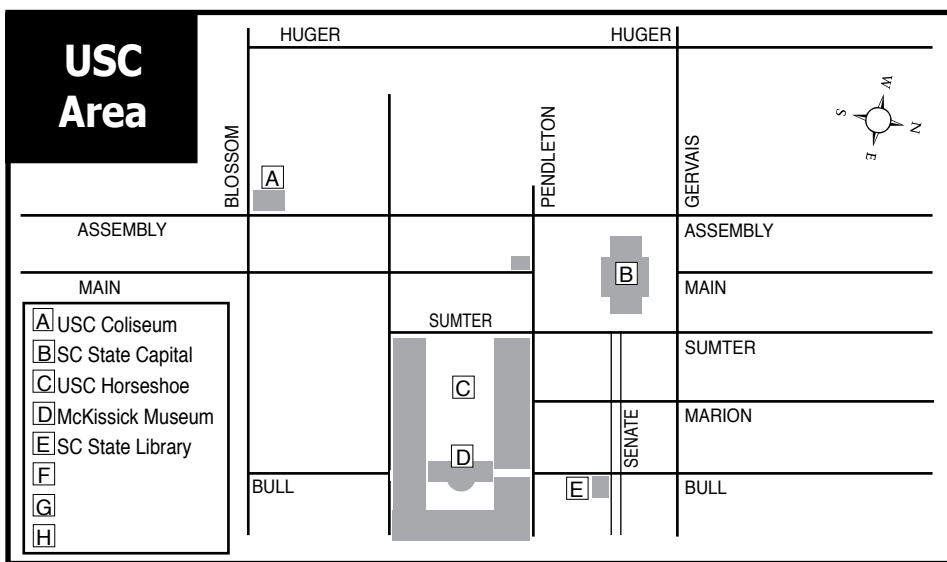 USC
Area
HUGER
HUGER
BLOSSOM
PENDLETON
GERVAIS
W
S
N
E
A
ASSEMBLY
ASSEMBLY
B
MAIN
MAIN
SUMTER
SUMTER
C
MARION
SENATE
D
BULL
E
BULL
A USC Coliseum
B SC State Capital
C USC Horseshoe
D McKissick Museum
E SC State Library
F
G
H